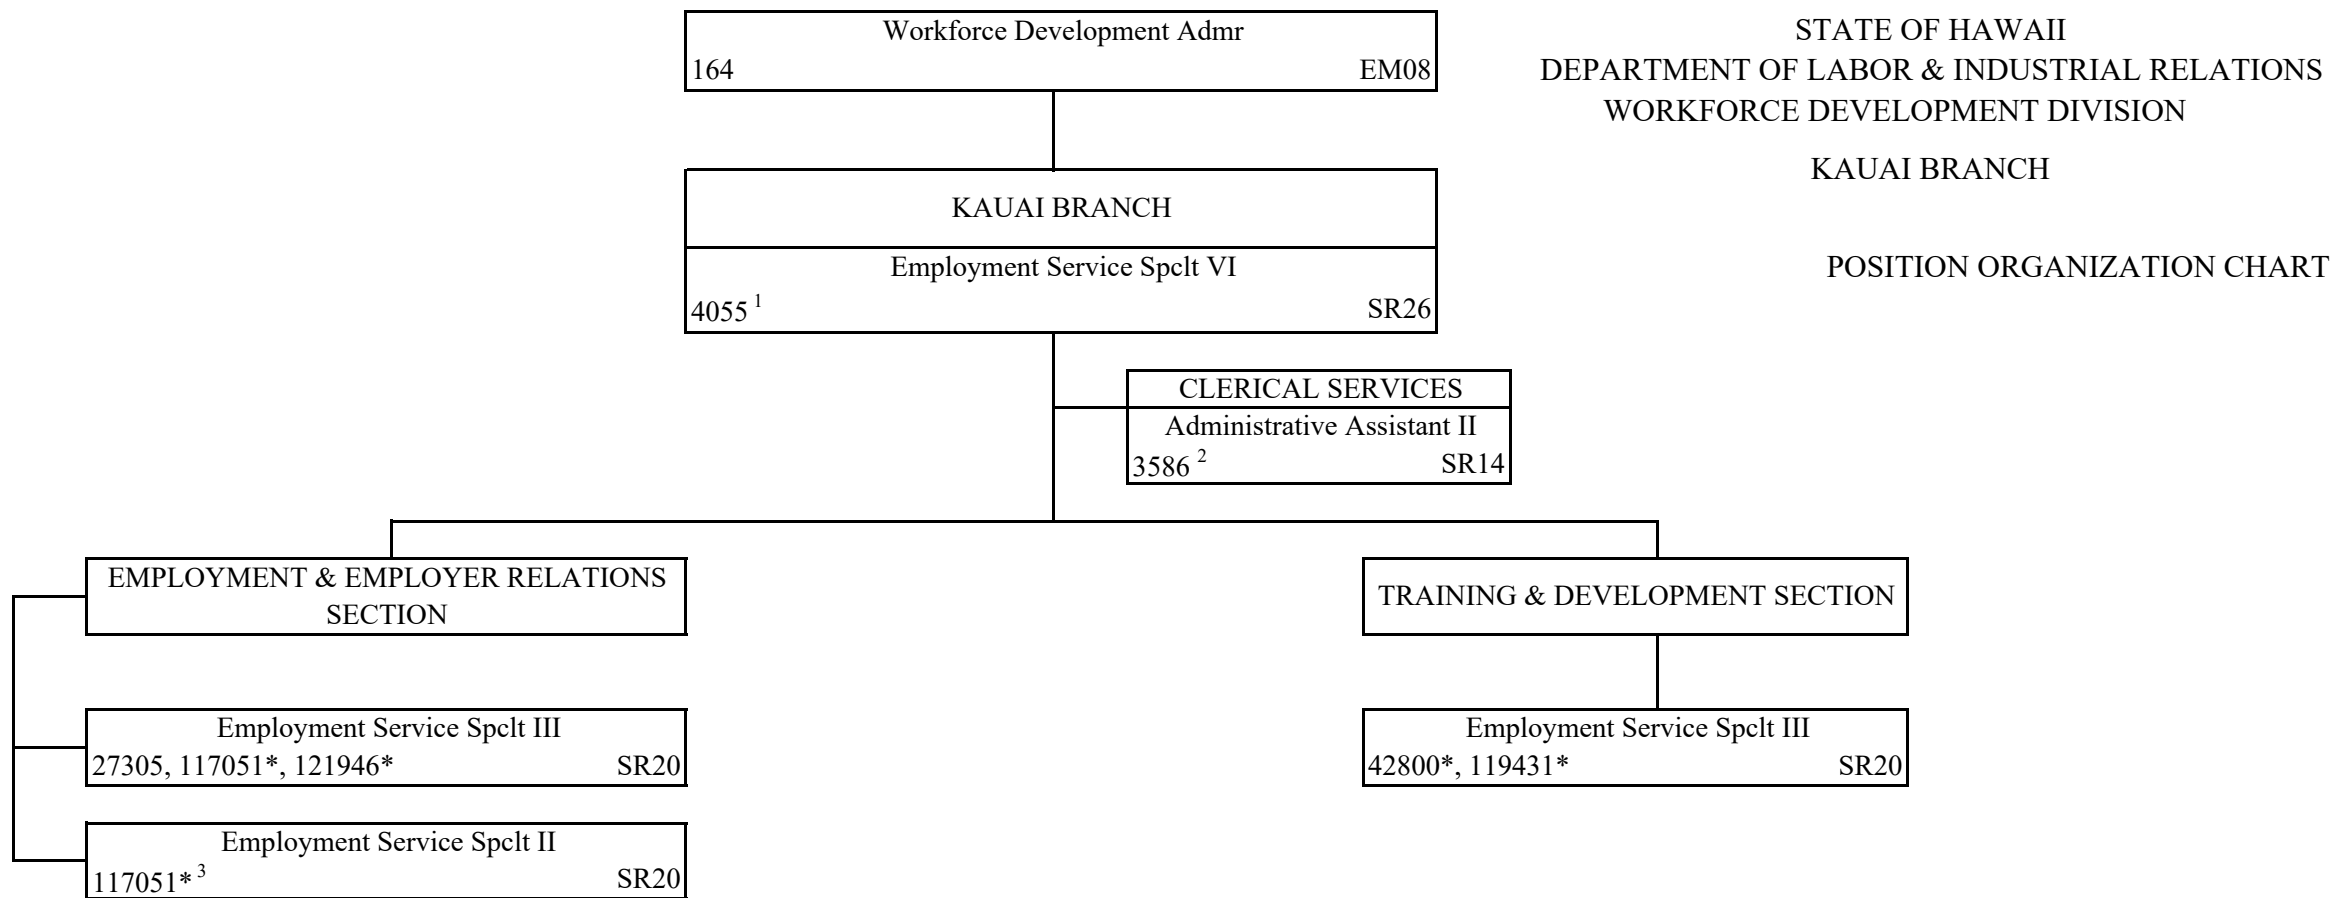 Workforce Development Admr
164 EM08
STATE OF HAWAII
DEPARTMENT OF LABOR & INDUSTRIAL RELATIONS
WORKFORCE DEVELOPMENT DIVISION
KAUAI BRANCH
POSITION ORGANIZATION CHART
KAUAI BRANCH
Employment Service Spclt VI
4055 1 SR26
CLERICAL SERVICES
Administrative Assistant II
3586 2 SR14
EMPLOYMENT & EMPLOYER RELATIONS
SECTION
Employment Service Spclt III
27305, 117051*, 121946* SR20
Employment Service Spclt II
117051* 3 SR20
TRAINING & DEVELOPMENT SECTION
Employment Service Spclt III
42800*, 119431* SR20